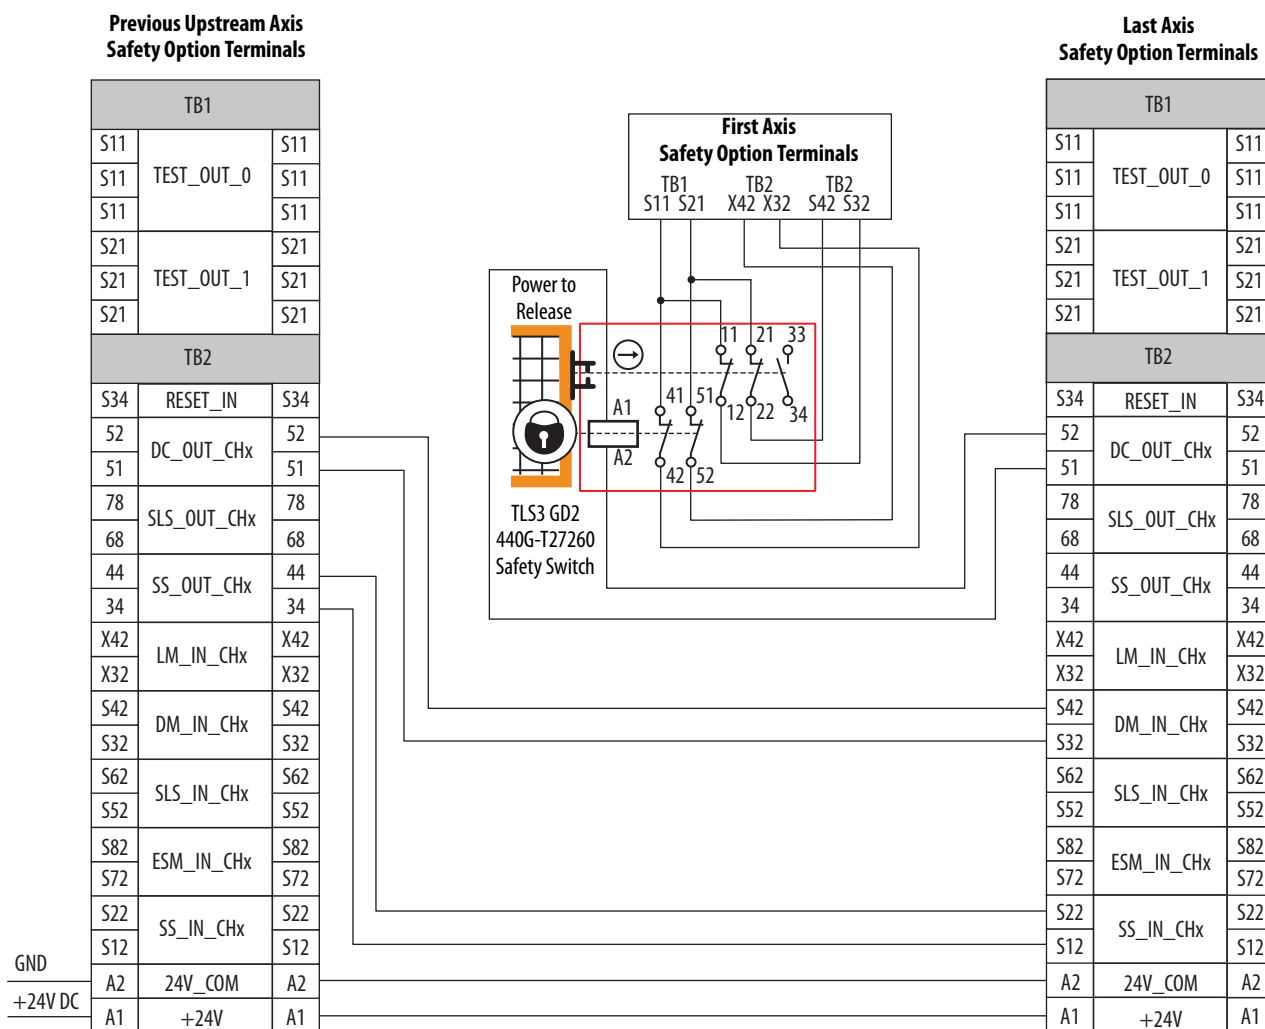 Previous Upstream Axis
Safety Option Terminals
TB1
S11 S11
S11 TEST_OUT_0 S11
S11 S11
S21 S21
S21 TEST_OUT_1 S21
S21 S21
TB2
S34 RESET_IN S34
52 52
DC_OUT_CHx
51 51
78 78
SLS_OUT_CHx
68 68
44 44
SS_OUT_CHx
34 34
X42 X42
LM_IN_CHx
X32 X32
S42 S42
DM_IN_CHx
S32 S32
S62 S62
SLS_IN_CHx
S52 S52
S82 S82
ESM_IN_CHx
S72 S72
S22 S22
SS_IN_CHx
S12 S12
GND
A2 24V_COM A2
+24V DC
A1 +24V A1
First Axis
Safety Option Terminals
TB1 TB2 TB2
S11 S21 X42 X32 S42 S32
Power to
Release
11 21 33
12 22 34
A1 41 51
A2 42 52
TLS3 GD2
440G-T27260
Safety Switch
Last Axis
Safety Option Terminals
TB1
S11 S11
S11 TEST_OUT_0 S11
S11 S11
S21 S21
S21 TEST_OUT_1 S21
S21 S21
TB2
S34 RESET_IN S34
52 52
DC_OUT_CHx
51 51
78 78
SLS_OUT_CHx
68 68
44 44
SS_OUT_CHx
34 34
X42 X42
LM_IN_CHx
X32 X32
S42 S42
DM_IN_CHx
S32 S32
S62 S62
SLS_IN_CHx
S52 S52
S82 S82
ESM_IN_CHx
S72 S72
S22 S22
SS_IN_CHx
S12 S12
A2 24V_COM A2
A1 +24V A1